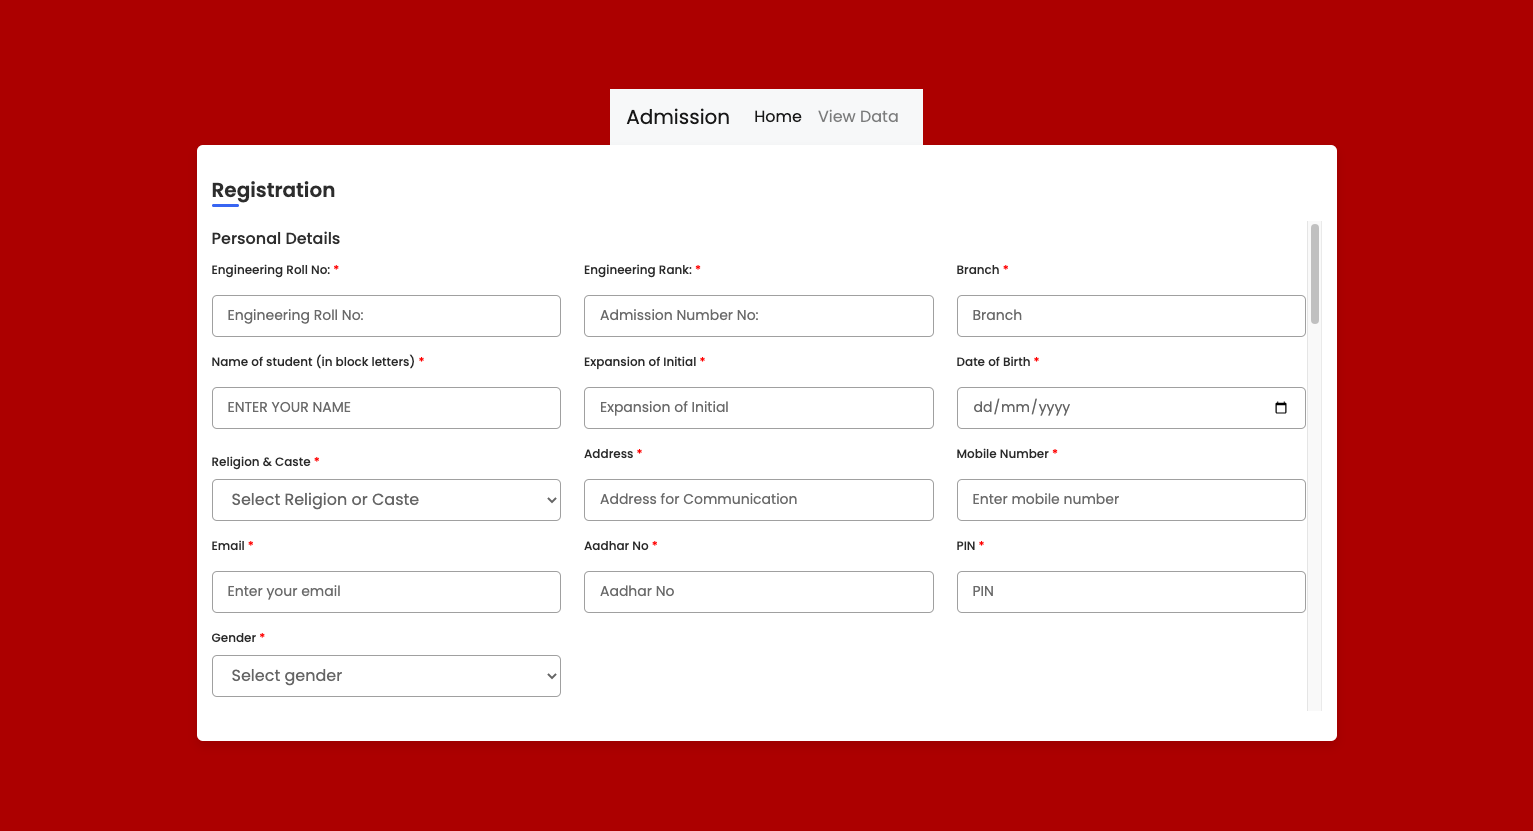 Admission Home View Data
Registration
Personal Details
Engineering Roll No: * Engineering Rank: * Branch *
Engineering Roll No: Admission Number No: Branch
Name of student (in block letters) * Expansion of Initial * Date of Birth *
ENTER YOUR NAME Expansion of Initial dd/mm/yyyy
Religion & Caste * Address * Mobile Number *
Select Religion or Caste Address for Communication Enter mobile number
Email * Aadhar No * PIN *
Enter your email Aadhar No PIN
Gender *
Select gender